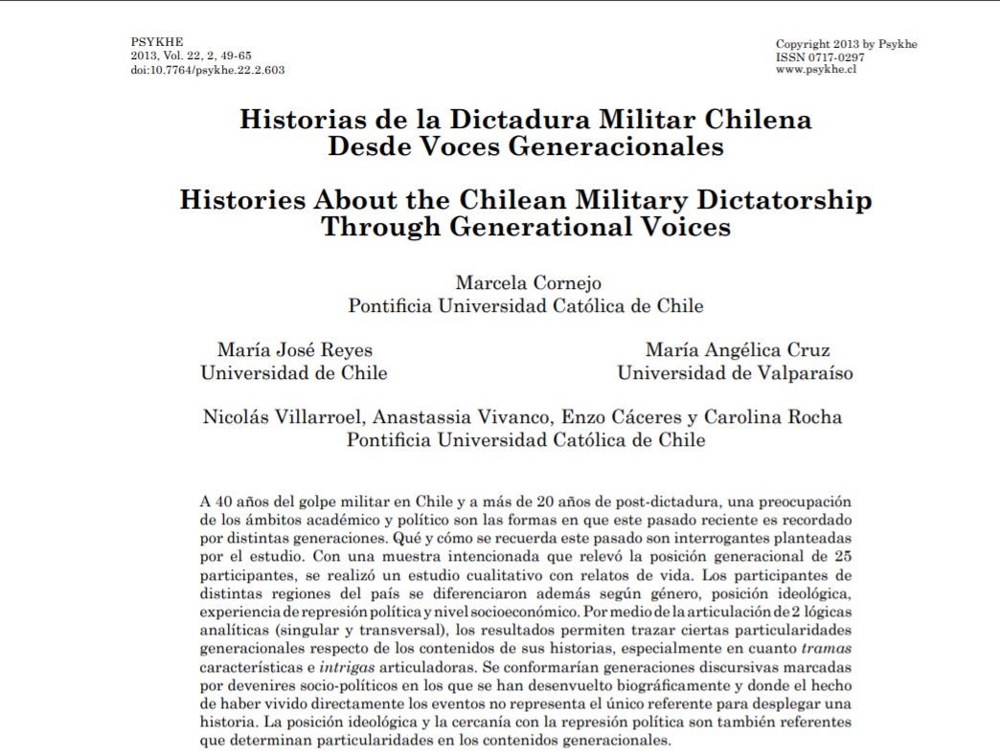 PSYKHE
2013, Vol. 22, 2, 49-65
doi:10.7764/psykhe.22.2.603
Copyright 2013 by Psykhe
ISSN 0717-0297
www.psykhe.cl
Historias de la Dictadura Militar Chilena
Desde Voces Generacionales
Histories About the Chilean Military Dictatorship
Through Generational Voices
Marcela Cornejo
Pontificia Universidad Católica de Chile
María José Reyes
Universidad de Chile
María Angélica Cruz
Universidad de Valparaíso
Nicolás Villarroel, Anastassia Vivanco, Enzo Cáceres y Carolina Rocha
Pontificia Universidad Católica de Chile
A 40 años del golpe militar en Chile y a más de 20 años de post-dictadura, una preocupación
de los ámbitos académico y político son las formas en que este pasado reciente es recordado
por distintas generaciones. Qué y cómo se recuerda este pasado son interrogantes planteadas
por el estudio. Con una muestra intencionada que relevó la posición generacional de 25
participantes, se realizó un estudio cualitativo con relatos de vida. Los participantes de
distintas regiones del país se diferenciaron además según género, posición ideológica,
experiencia de represión política y nivel socioeconómico. Por medio de la articulación de 2 lógicas
analíticas (singular y transversal), los resultados permiten trazar ciertas particularidades
generacionales respecto de los contenidos de sus historias, especialmente en cuanto tramas
características e intrigas articuladoras. Se conformarían generaciones discursivas marcadas
por devenires socio-políticos en los que se han desenvuelto biográficamente y donde el hecho
de haber vivido directamente los eventos no representa el único referente para desplegar una
historia. La posición ideológica y la cercanía con la represión política son también referentes
que determinan particularidades en los contenidos generacionales.